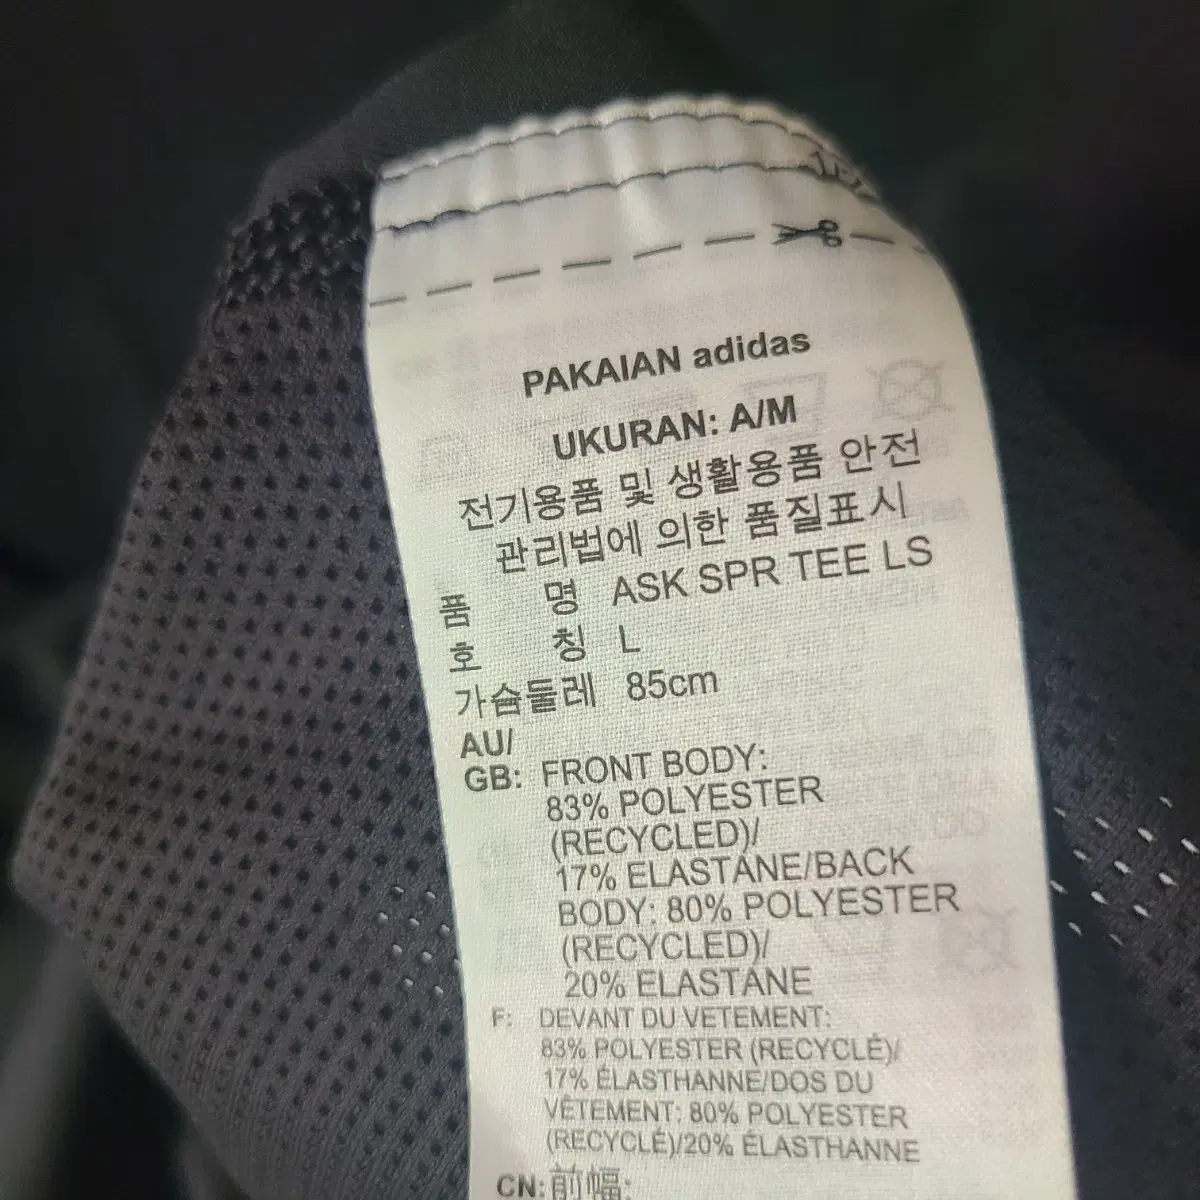 PAKAIAN adidas
UKURAN: A/M
전기용품 및 생활용품 안전
관리법에 의한 품질표시
품 명 ASK SPR TEE LS
호 칭 L
가슴둘레 85cm
AU/
GB: FRONT BODY:
83% POLYESTER
(RECYCLED)/
17% ELASTANE/BACK
BODY: 80% POLYESTER
(RECYCLED)/
20% ELASTANE
F: DEVANT DU VETEMENT:
83% POLYESTER (RECYCLÉ)/
17% ÉLASTHANNE/DOS DU
VÊTEMENT: 80% POLYESTER
(RECYCLÉ)/20% ÉLASTHANNE
CN: 前幅: